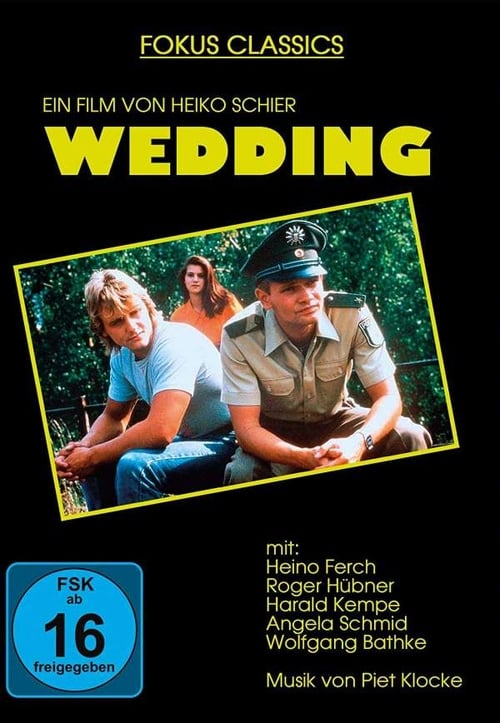 FOKUS CLASSICS
EIN FILM VON HEIKO SCHIER
WEDDING
mit:
Heino Ferch
Roger Hübner
Harald Kempe
Angela Schmid
Wolfgang Bathke
Musik von Piet Klocke
FSK
ab
16
freigegeben